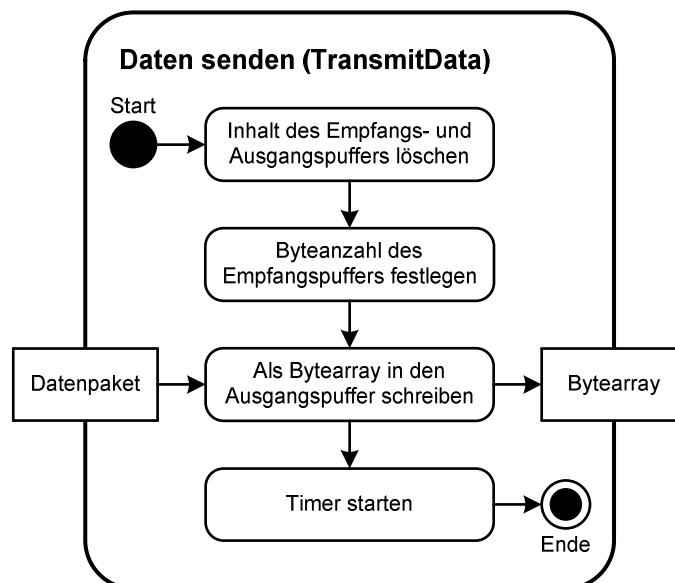 Daten senden (TransmitData)
Start
Inhalt des Empfangs- und
Ausgangspuffers löschen
Byteanzahl des
Empfangspuffers festlegen
Datenpaket
Als Bytearray in den
Ausgangspuffer schreiben
Bytearray
Timer starten
Ende